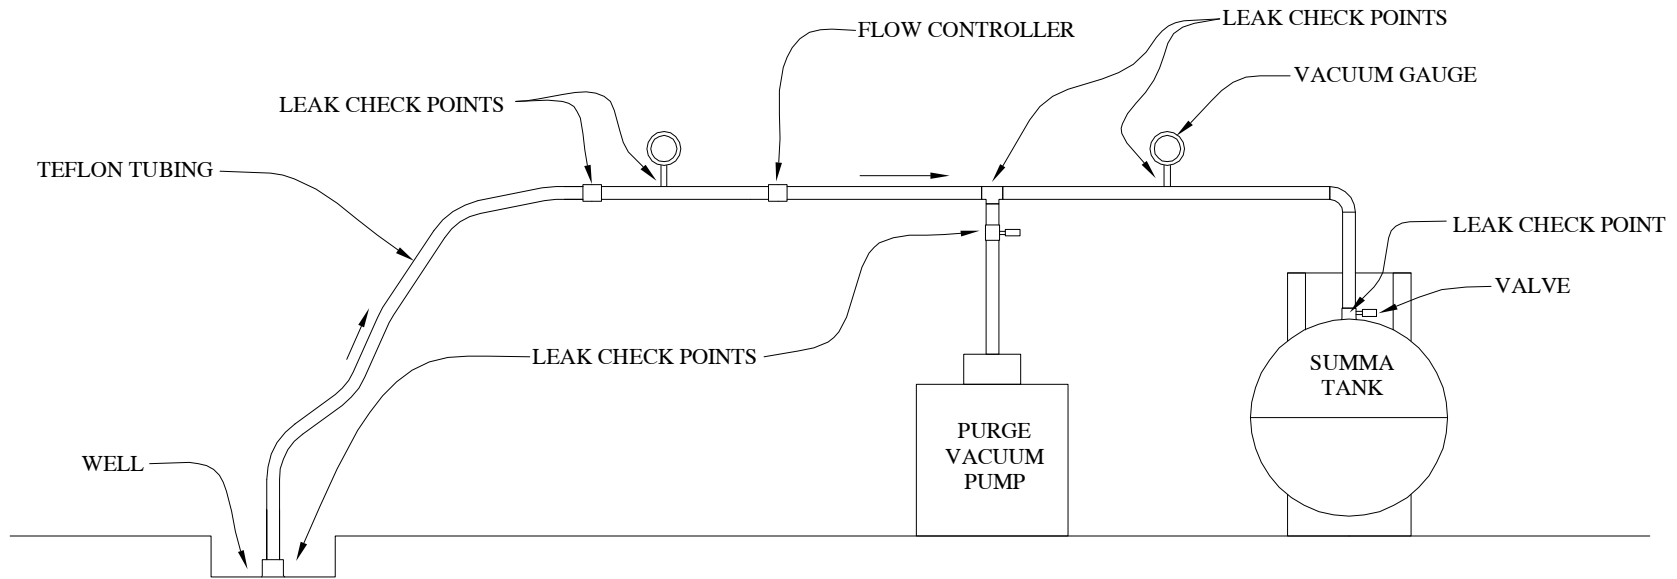 LEAK CHECK POINTS
FLOW CONTROLLER
VACUUM GAUGE
LEAK CHECK POINTS
TEFLON TUBING
LEAK CHECK POINT
VALVE
LEAK CHECK POINTS
SUMMA
TANK
PURGE
VACUUM
PUMP
WELL